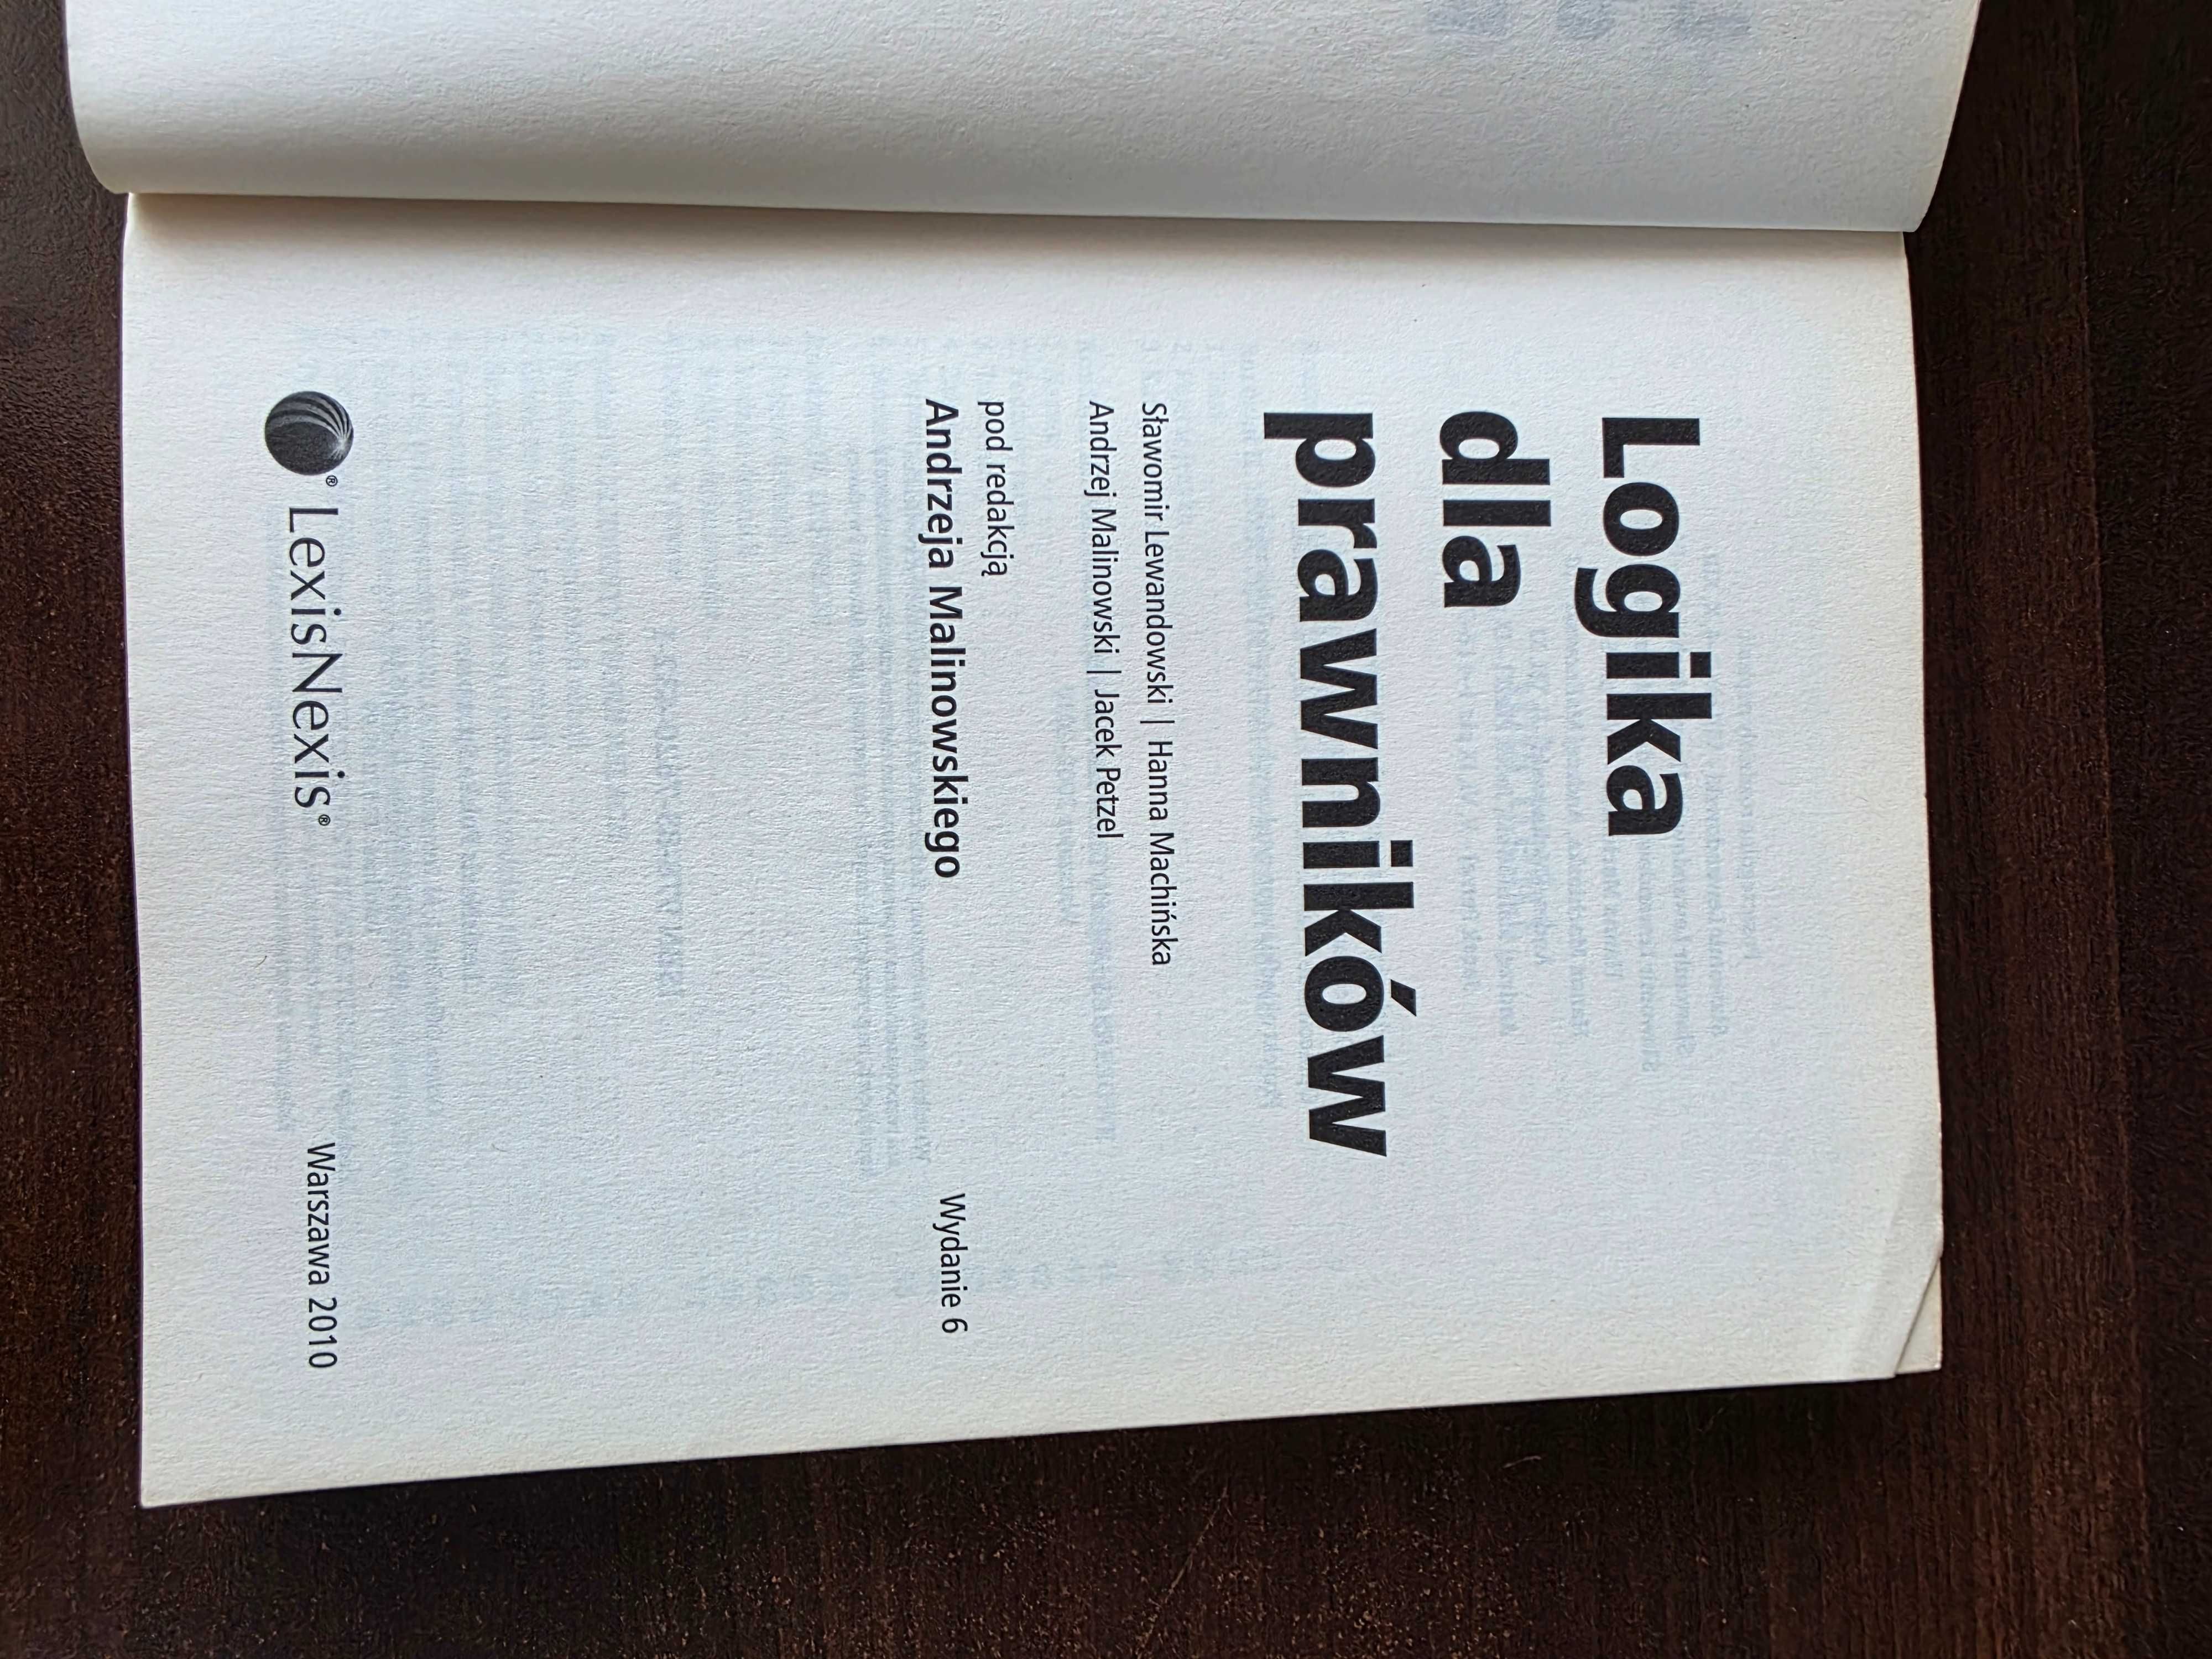 Logika
dla
prawników
Sławomir Lewandowski | Hanna Machińska
Andrzej Malinowski | Jacek Petzel
pod redakcją
Andrzeja Malinowskiego
Wydanie 6
® LexisNexis®
Warszawa 2010